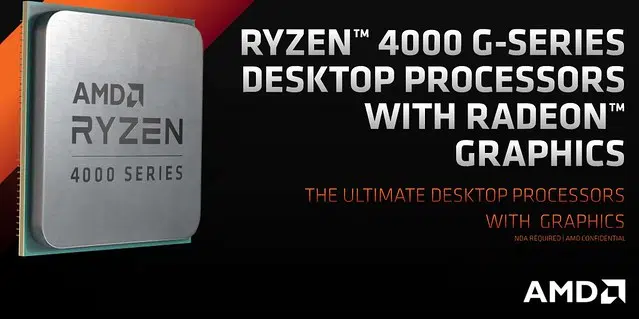 AMD
RYZEN
4000 SERIES
RYZEN™ 4000 G-SERIES
DESKTOP PROCESSORS
WITH RADEON™
GRAPHICS
THE ULTIMATE DESKTOP PROCESSORS
WITH GRAPHICS
NDA REQUIRED | AMD CONFIDENTIAL
AMD